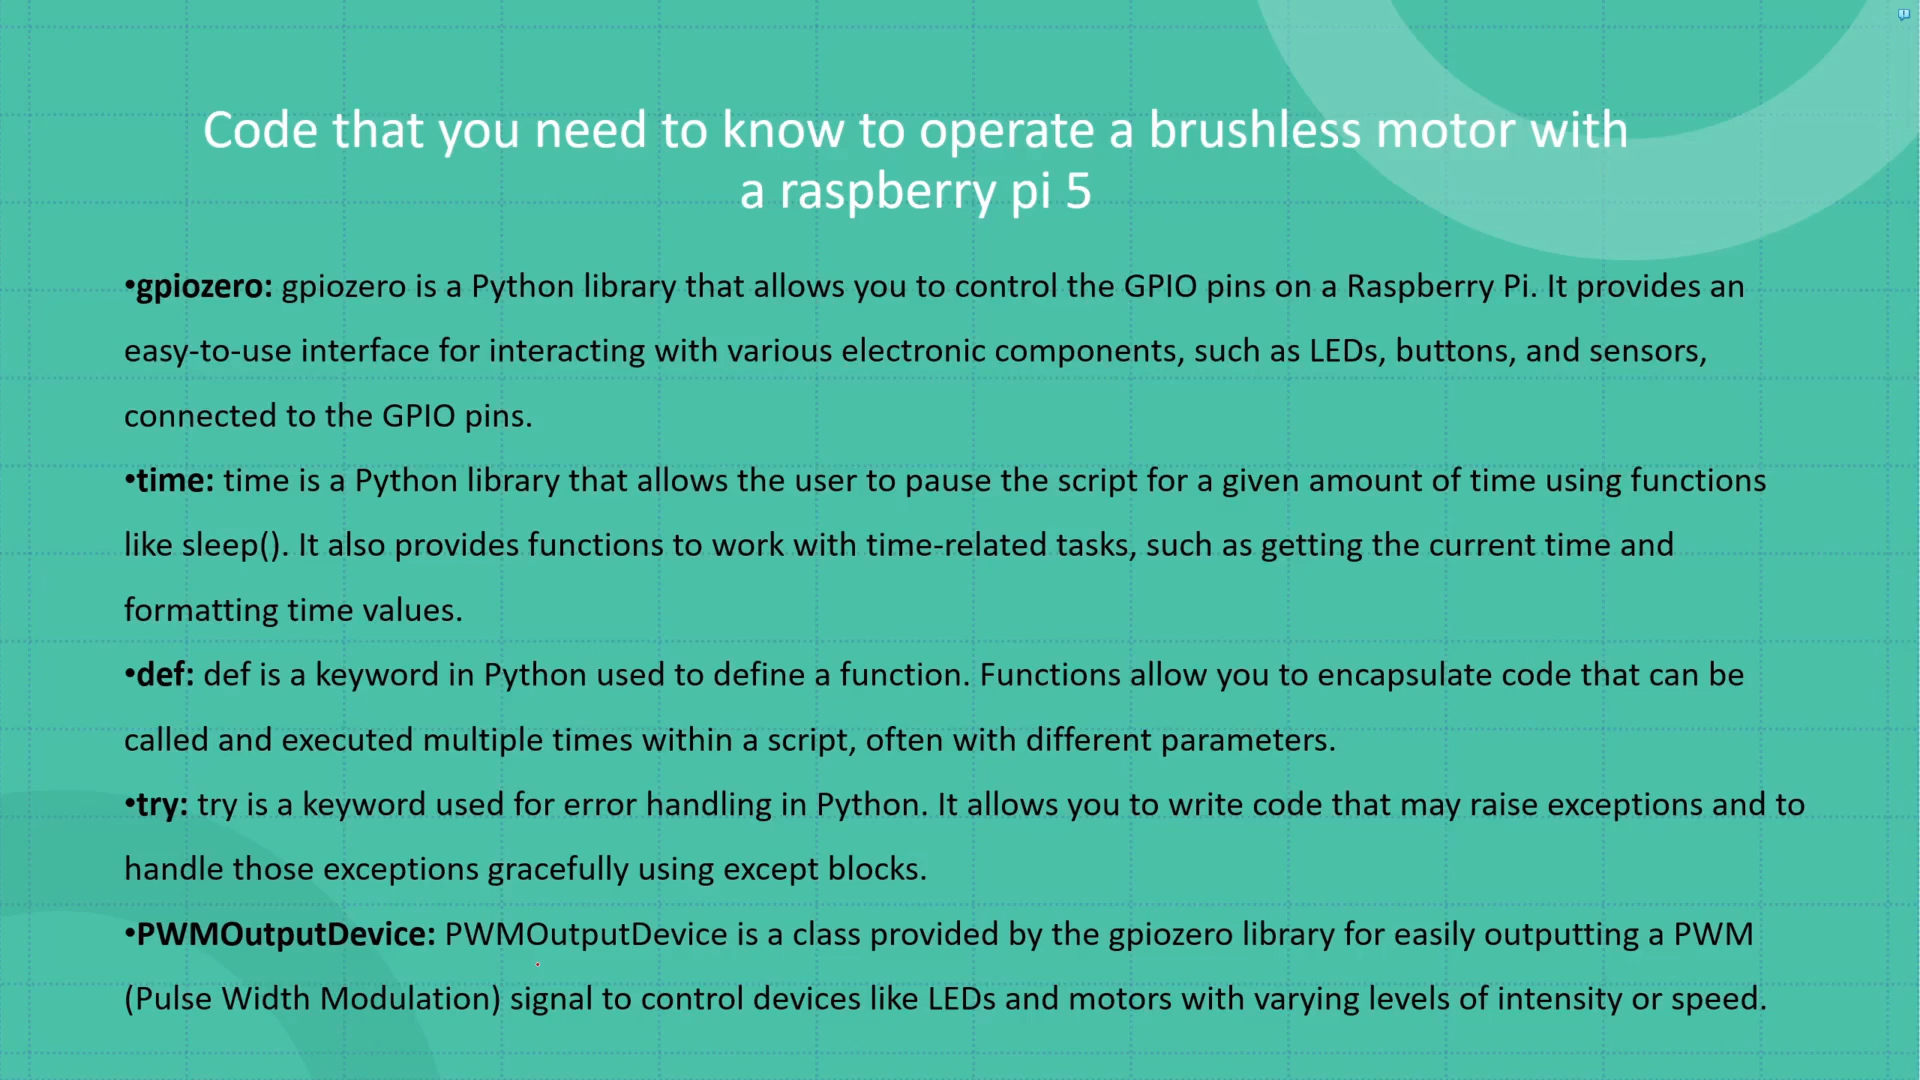 Code that you need to know to operate a brushless motor with
a raspberry pi 5
•gpiozero: gpiozero is a Python library that allows you to control the GPIO pins on a Raspberry Pi. It provides an
easy-to-use interface for interacting with various electronic components, such as LEDs, buttons, and sensors,
connected to the GPIO pins.
•time: time is a Python library that allows the user to pause the script for a given amount of time using functions
like sleep(). It also provides functions to work with time-related tasks, such as getting the current time and
formatting time values.
•def: def is a keyword in Python used to define a function. Functions allow you to encapsulate code that can be
called and executed multiple times within a script, often with different parameters.
•try: try is a keyword used for error handling in Python. It allows you to write code that may raise exceptions and to
handle those exceptions gracefully using except blocks.
•PWMOutputDevice: PWMOutputDevice is a class provided by the gpiozero library for easily outputting a PWM
(Pulse Width Modulation) signal to control devices like LEDs and motors with varying levels of intensity or speed.